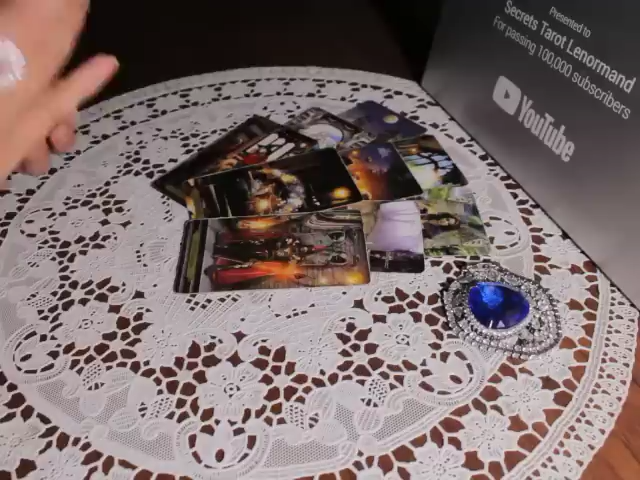 Presented to
Secrets Tarot Lenormand
For passing 100,000 subscribers
YouTube